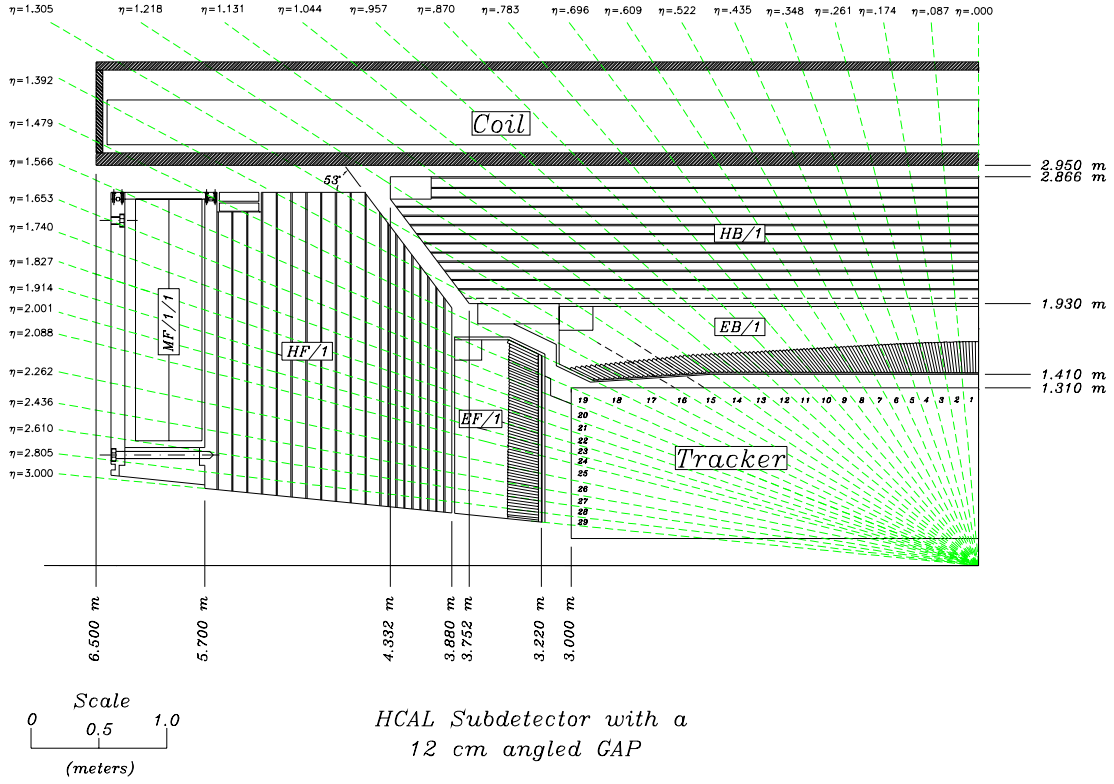 η=1.305
η=1.218
η=1.131
η=1.044
η=.957
η=.870
η=.783
η=.696
η=.609
η=.522
η=.435
η=.348
η=.261
η=.174
η=.087
η=.000
η=1.392
η=1.479
η=1.566
η=1.653
η=1.740
η=1.827
η=1.914
η=2.001
η=2.088
η=2.262
η=2.436
η=2.610
η=2.805
η=3.000
Coil
53°
2.950 m
2.866 m
HB/1
1.930 m
EB/1
MF/1/1
HF/1
EF/1
1.410 m
1.310 m
19 18 17 16 15 14 13 12 11 10 9 8 7 6 5 4 3 2 1
20
21
22
23
24
25
26
27
28
29
Tracker
6.500 m
5.700 m
4.332 m
3.880 m
3.752 m
3.220 m
3.000 m
Scale
0 0.5 1.0
(meters)
HCAL Subdetector with a
12 cm angled GAP